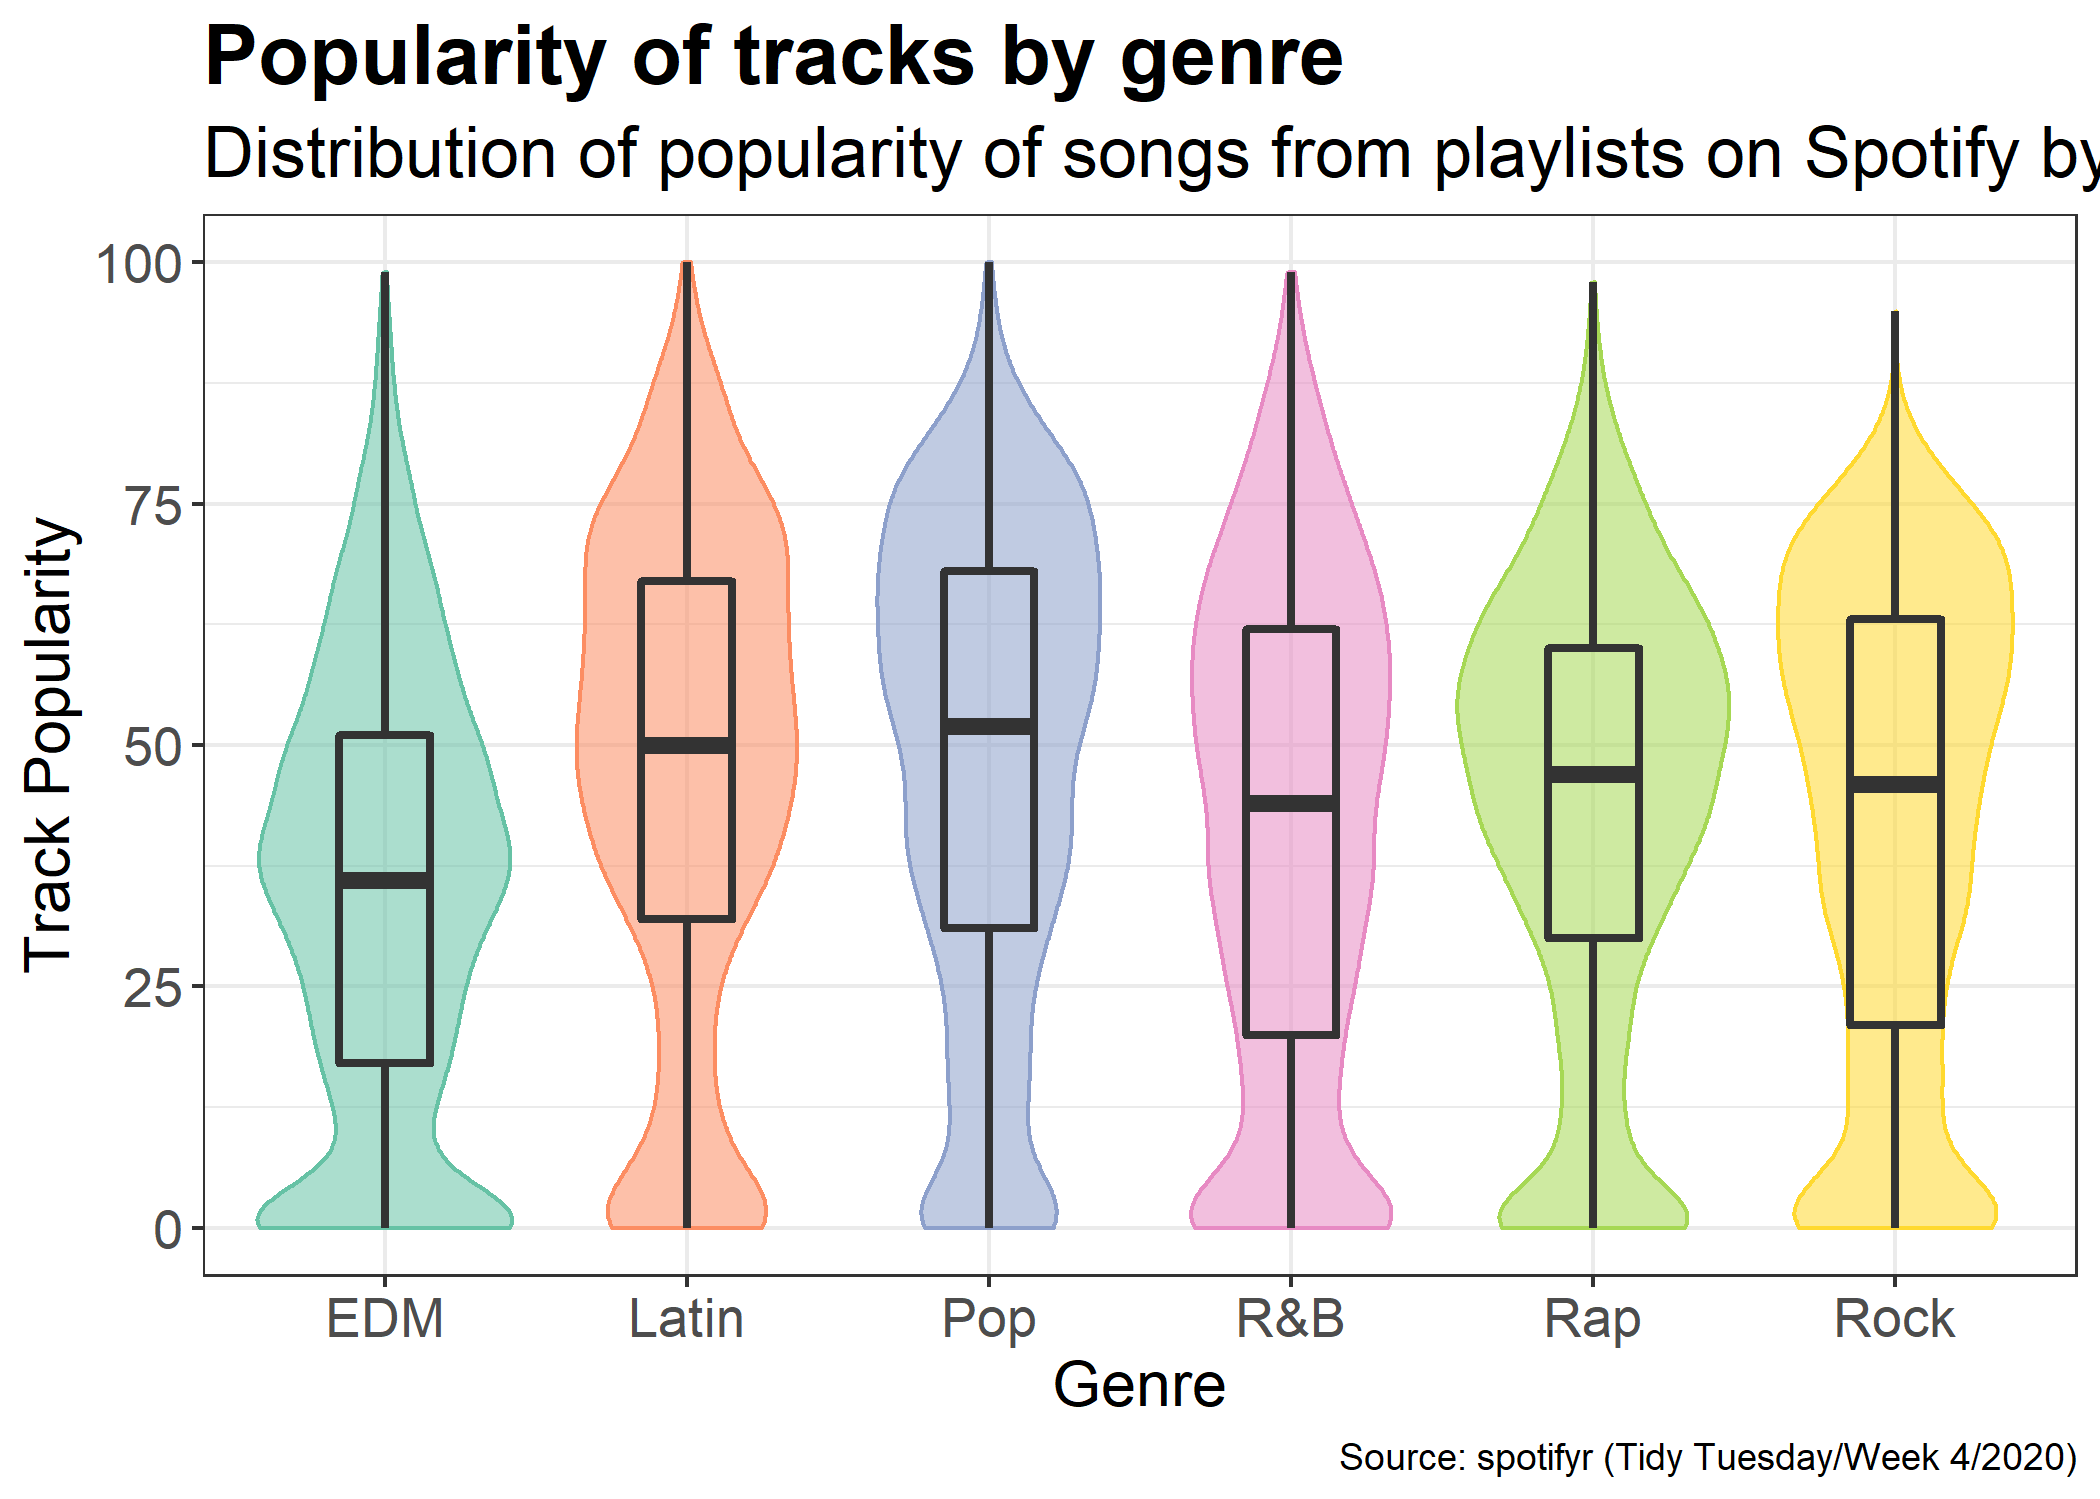 Popularity of tracks by genre
Distribution of popularity of songs from playlists on Spotify by
100
75
50
25
0
Track Popularity
EDM Latin Pop R&B Rap Rock
Genre
Source: spotifyr (Tidy Tuesday/Week 4/2020)